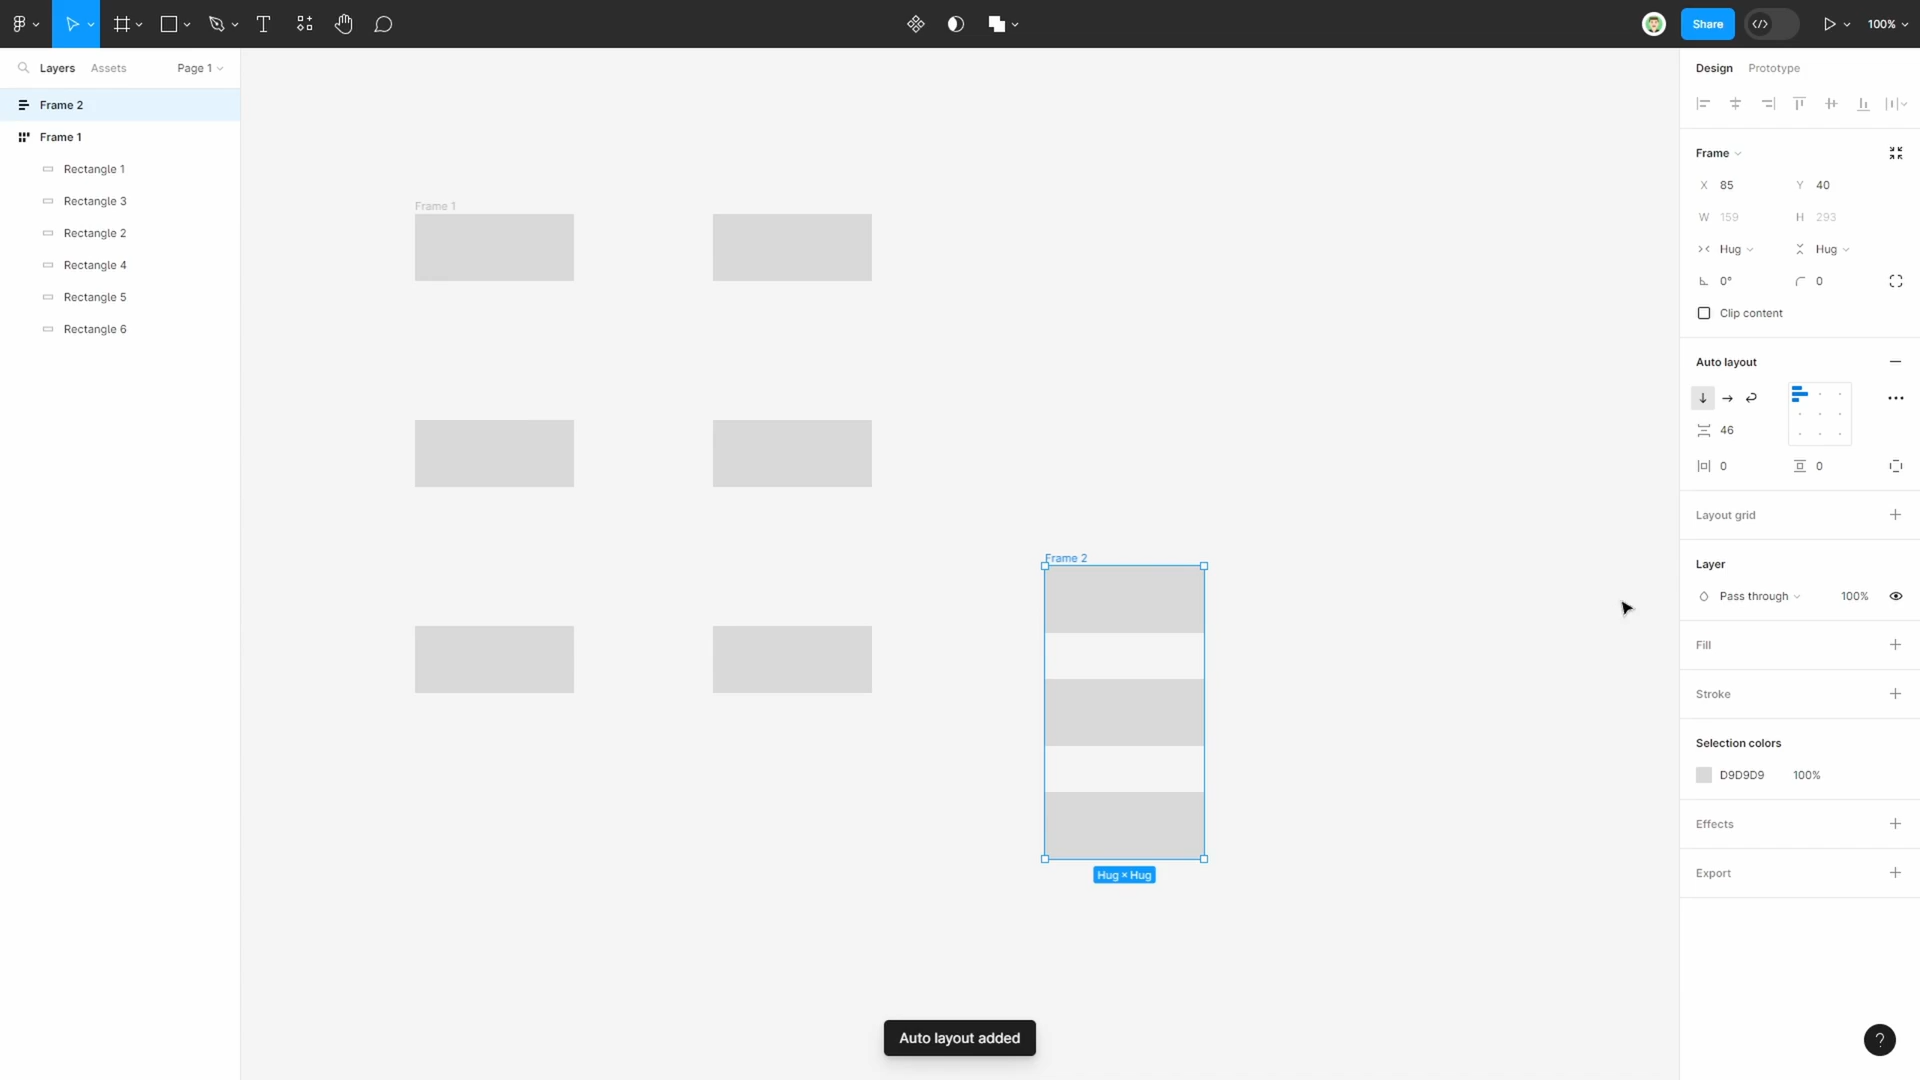 Share
100%
Layers
Assets
Page 1
Design
Prototype
Frame 2
Frame 1
Rectangle 1
Rectangle 3
Rectangle 2
Rectangle 4
Rectangle 5
Rectangle 6
Frame 1
Frame 2
Hug × Hug
Auto layout added
Frame
X 85 Y 40
W 159 H 293
Hug Hug
0° 0
Clip content
Auto layout
46
0 0
Layout grid
Layer
Pass through 100%
Fill
Stroke
Selection colors
D9D9D9 100%
Effects
Export
?